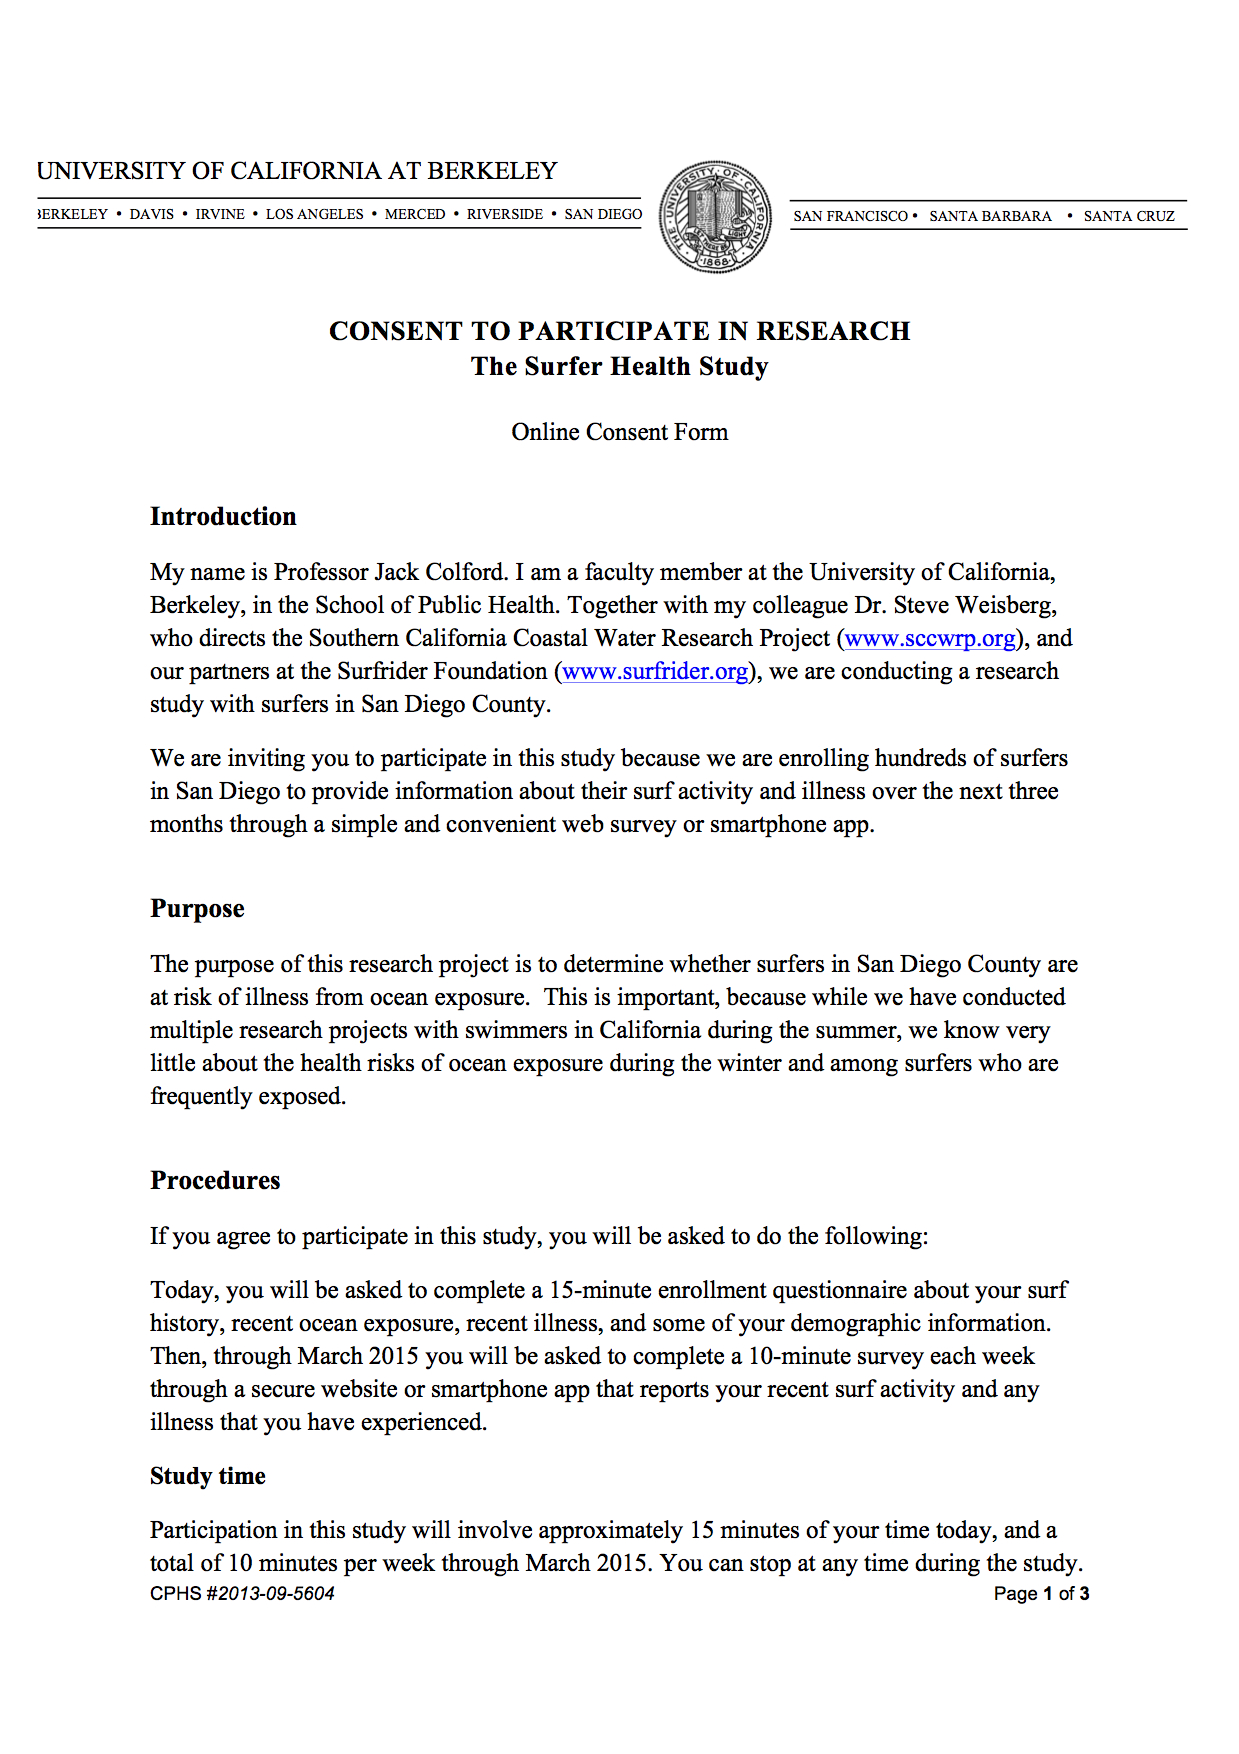 UNIVERSITY OF CALIFORNIA AT BERKELEY
BERKELEY • DAVIS • IRVINE • LOS ANGELES • MERCED • RIVERSIDE • SAN DIEGO
THE UNIVERSITY OF CALIFORNIA
LET THERE BE LIGHT
1868
SAN FRANCISCO • SANTA BARBARA • SANTA CRUZ
CONSENT TO PARTICIPATE IN RESEARCH
The Surfer Health Study
Online Consent Form
Introduction
My name is Professor Jack Colford. I am a faculty member at the University of California,
Berkeley, in the School of Public Health. Together with my colleague Dr. Steve Weisberg,
who directs the Southern California Coastal Water Research Project (www.sccwrp.org), and
our partners at the Surfrider Foundation (www.surfrider.org), we are conducting a research
study with surfers in San Diego County.
We are inviting you to participate in this study because we are enrolling hundreds of surfers
in San Diego to provide information about their surf activity and illness over the next three
months through a simple and convenient web survey or smartphone app.
Purpose
The purpose of this research project is to determine whether surfers in San Diego County are
at risk of illness from ocean exposure.  This is important, because while we have conducted
multiple research projects with swimmers in California during the summer, we know very
little about the health risks of ocean exposure during the winter and among surfers who are
frequently exposed.
Procedures
If you agree to participate in this study, you will be asked to do the following:
Today, you will be asked to complete a 15-minute enrollment questionnaire about your surf
history, recent ocean exposure, recent illness, and some of your demographic information.
Then, through March 2015 you will be asked to complete a 10-minute survey each week
through a secure website or smartphone app that reports your recent surf activity and any
illness that you have experienced.
Study time
Participation in this study will involve approximately 15 minutes of your time today, and a
total of 10 minutes per week through March 2015. You can stop at any time during the study.
CPHS #2013-09-5604
Page 1 of 3